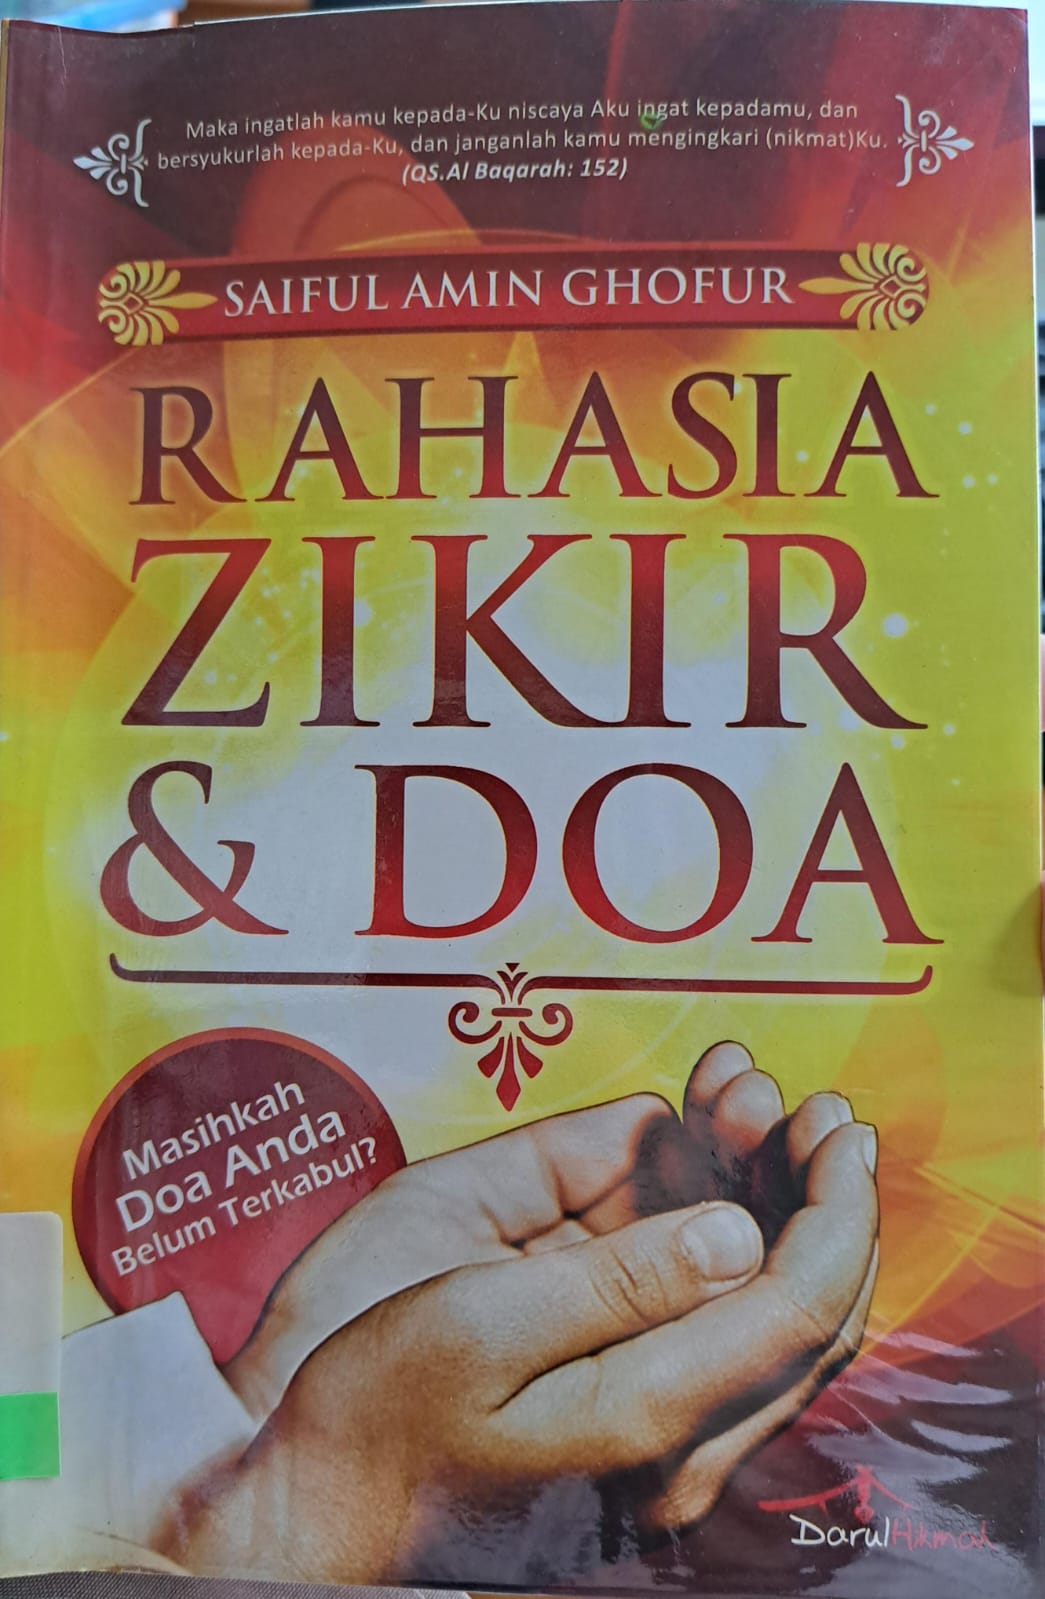 Maka ingatlah kamu kepada-Ku niscaya Aku ingat kepadamu, dan
bersyukurlah kepada-Ku, dan janganlah kamu mengingkari (nikmat)Ku.
(QS.Al Baqarah: 152)
SAIFUL AMIN GHOFUR
RAHASIA
ZIKIR
& DOA
Masihkah
Doa Anda
Belum Terkabul?
DarulHikmah